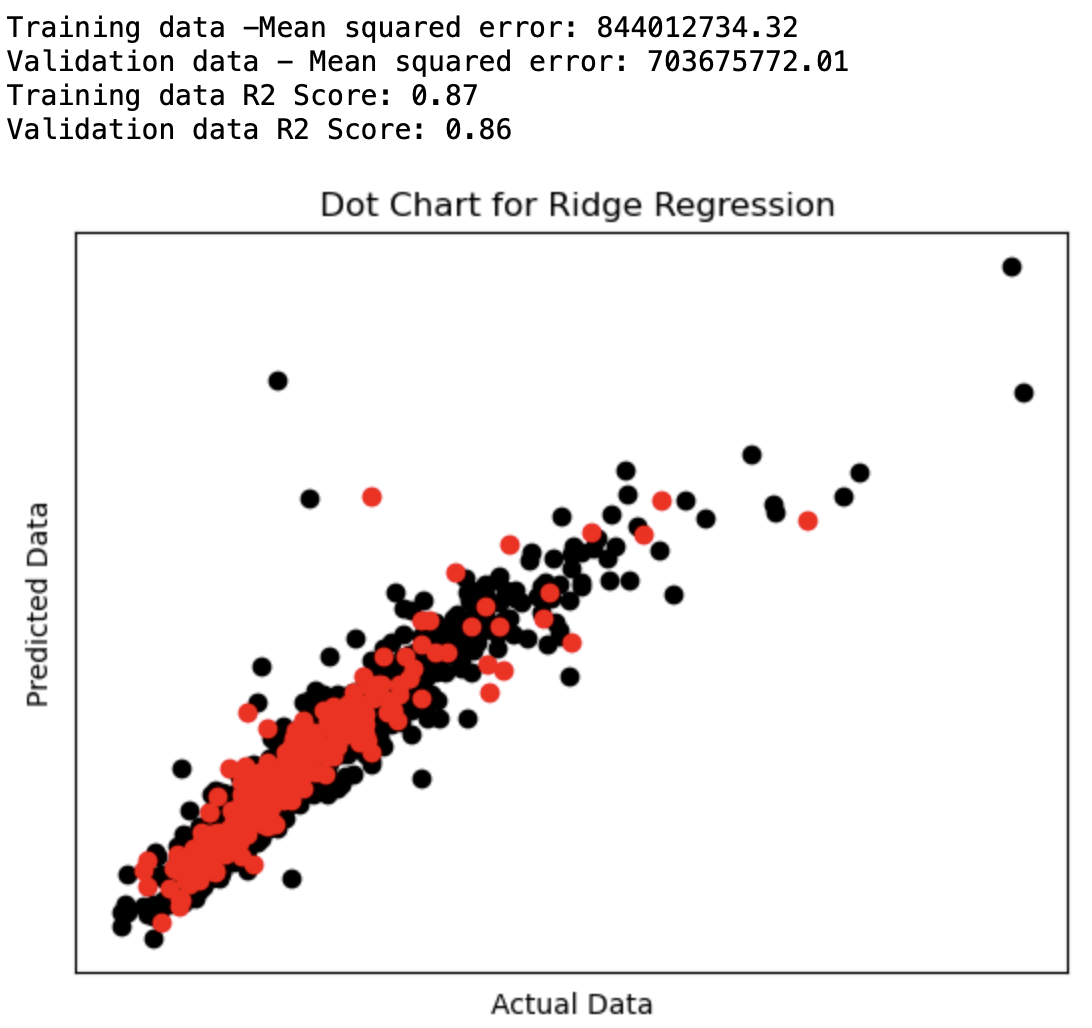 Training data -Mean squared error: 844012734.32
Validation data - Mean squared error: 703675772.01
Training data R2 Score: 0.87
Validation data R2 Score: 0.86
Dot Chart for Ridge Regression
Predicted Data
Actual Data